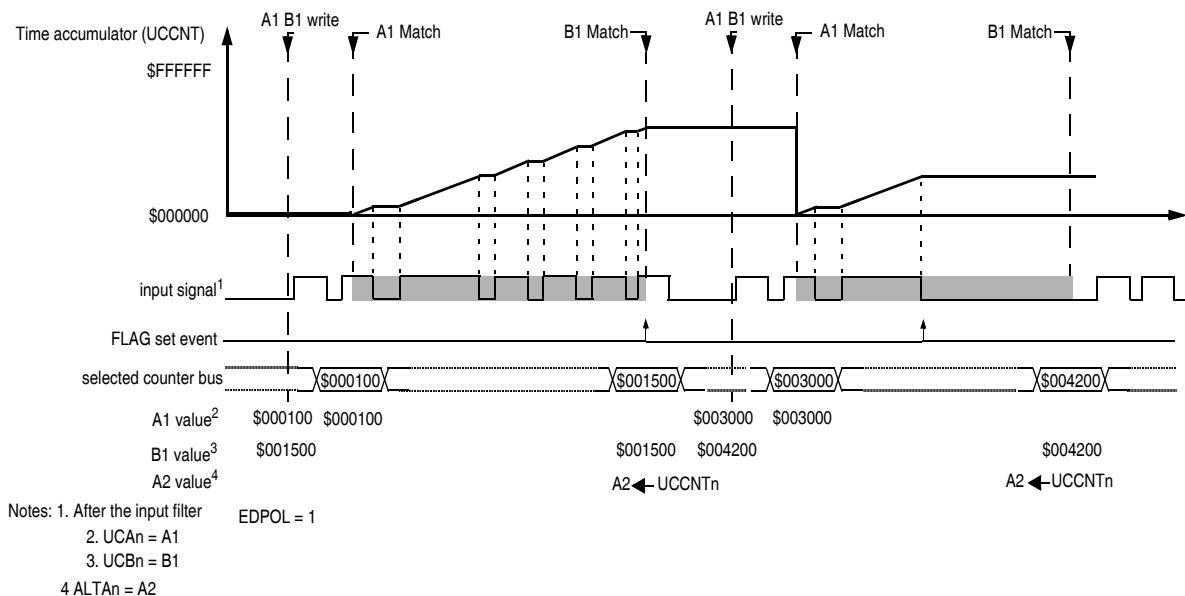 A1 B1 write A1 B1 write
Time accumulator (UCCNT) A1 Match B1 Match A1 Match B1 Match
$FFFFFF
$000000
input signal1
FLAG set event
selected counter bus $000100 $001500 $003000 $004200
A1 value2 $000100 $000100 $003000 $003000
B1 value3 $001500 $001500 $004200 $004200
A2 value4 A2 UCCNTn A2 UCCNTn
Notes: 1. After the input filter EDPOL = 1
2. UCAn = A1
3. UCBn = B1
4 ALTAn = A2